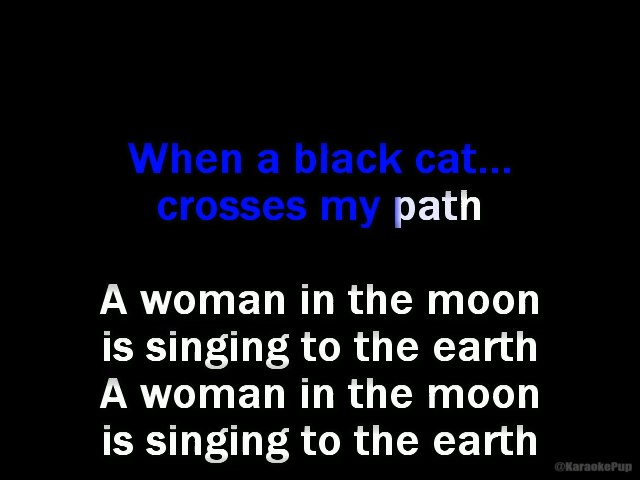 When a black cat...
crosses my path
A woman in the moon
is singing to the earth
A woman in the moon
is singing to the earth
@KaraokePup